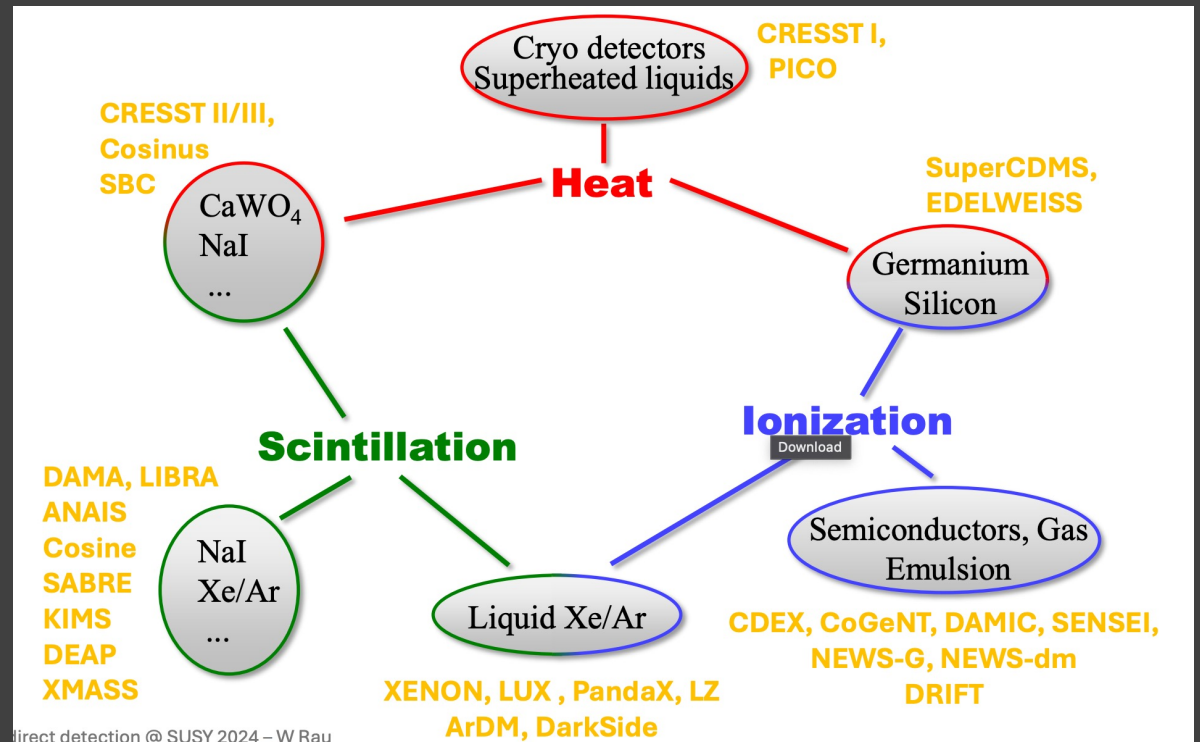 Cryo detectors
Superheated liquids
CRESST I,
PICO
CRESST II/III,
Cosinus
SBC
CaWO₄
NaI
...
Heat
SuperCDMS,
EDELWEISS
Germanium
Silicon
Scintillation
Ionization
Download
DAMA, LIBRA
ANAIS
Cosine
SABRE
KIMS
DEAP
XMASS
NaI
Xe/Ar
...
Liquid Xe/Ar
XENON, LUX , PandaX, LZ
ArDM, DarkSide
Semiconductors, Gas
Emulsion
CDEX, CoGeNT, DAMIC, SENSEI,
NEWS-G, NEWS-dm
DRIFT
direct detection @ SUSY 2024 – W Rau